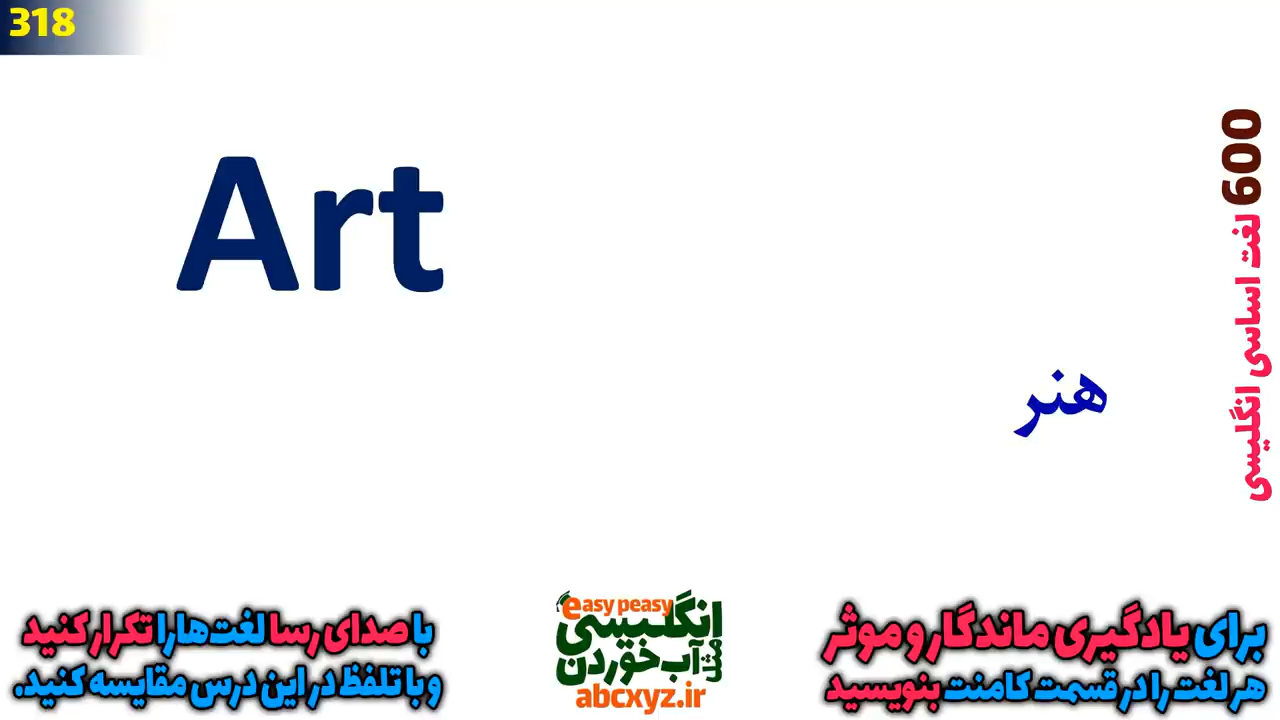 318
Art
هنر
600 لغت اساسی انگلیسی
برای یادگیری ماندگار و موثر
هر لغت را در قسمت کامنت بنویسید
easy peasy
انگلیسی
مثل آب خوردن
abcxyz.ir
با صدای رسا لغت‌ها را تکرار کنید
و با تلفظ در این درس مقایسه کنید.